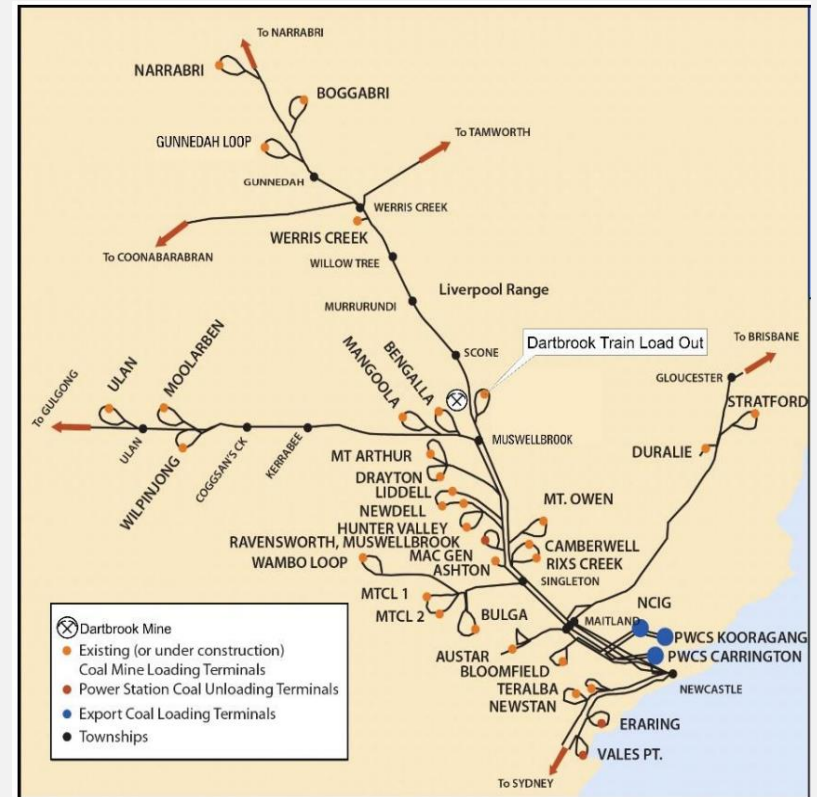 To NARRABRI
NARRABRI
BOGGABRI
To TAMWORTH
GUNNEDAH LOOP
GUNNEDAH
WERRIS CREEK
WERRIS CREEK
To COONABARABRAN
WILLOW TREE
Liverpool Range
MURRURUNDI
Dartbrook Train Load Out
To BRISBANE
SCONE
GLOUCESTER
ULAN
MOOLARBEN
MANGOOLA
BENGALLA
STRATFORD
To GULGONG
ULAN
WILPINJONG
COGGSAN'S CK
KERRABEE
MUSWELLBROOK
DURALIE
MT ARTHUR
DRAYTON
LIDDELL
NEWDELL
MT. OWEN
HUNTER VALLEY
RAVENSWORTH, MUSWELLBROOK
CAMBERWELL
WAMBO LOOP
MAC GEN
RIXS CREEK
ASHTON
SINGLETON
MTCL 1
MTCL 2
BULGA
NCIG
MAITLAND
PWCS KOORAGANG
AUSTAR
PWCS CARRINGTON
BLOOMFIELD
TERALBA
NEWCASTLE
NEWSTAN
ERARING
VALES PT.
To SYDNEY
Dartbrook Mine
Existing (or under construction)
Coal Mine Loading Terminals
Power Station Coal Unloading Terminals
Export Coal Loading Terminals
Townships